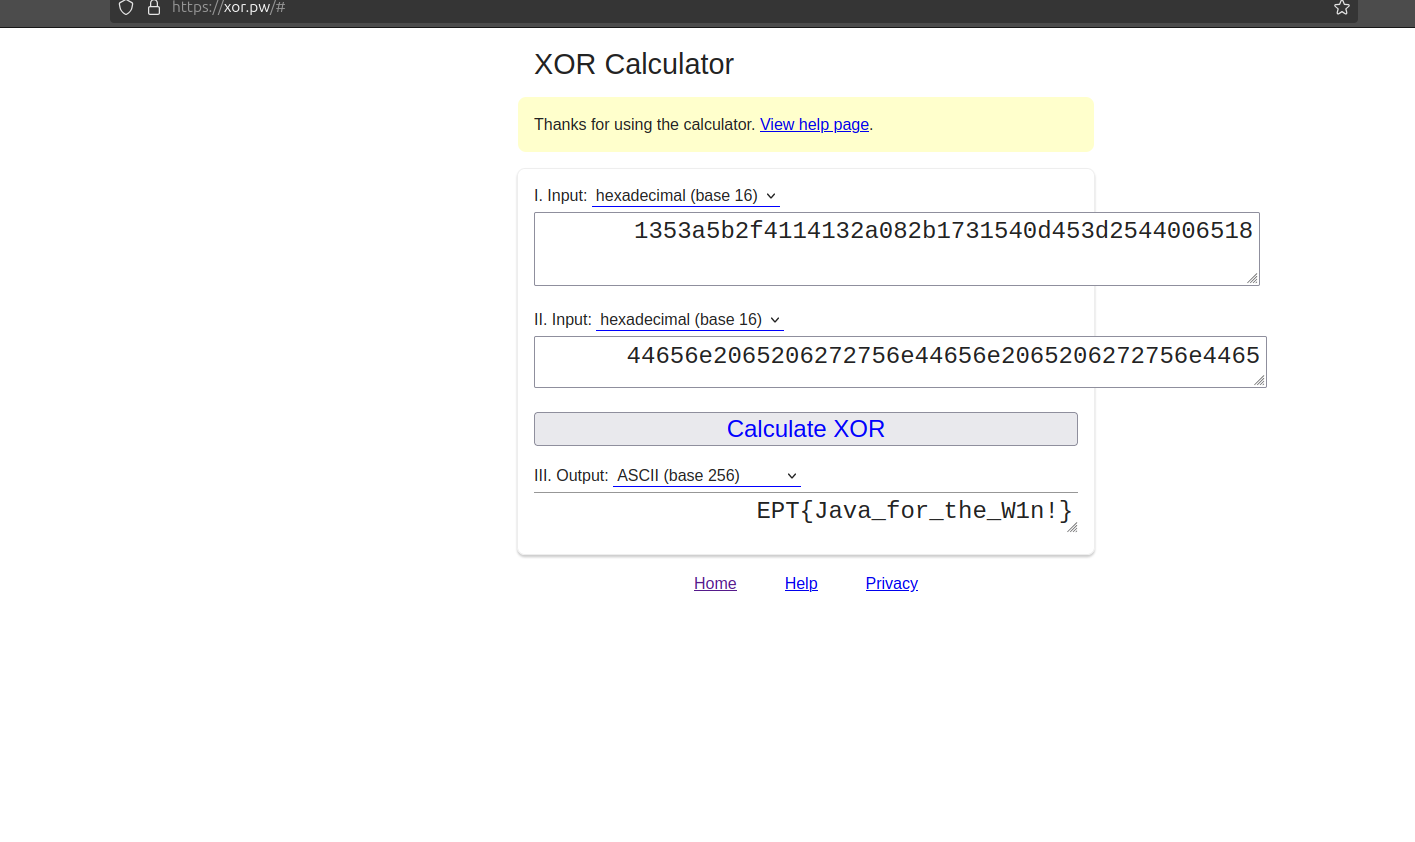 https://xor.pw/#
XOR Calculator
Thanks for using the calculator. View help page.
I. Input: hexadecimal (base 16)
1353a5b2f4114132a082b1731540d453d2544006518
II. Input: hexadecimal (base 16)
44656e2065206272756e44656e2065206272756e4465
Calculate XOR
III. Output: ASCII (base 256)
EPT{Java_for_the_W1n!}
Home Help Privacy